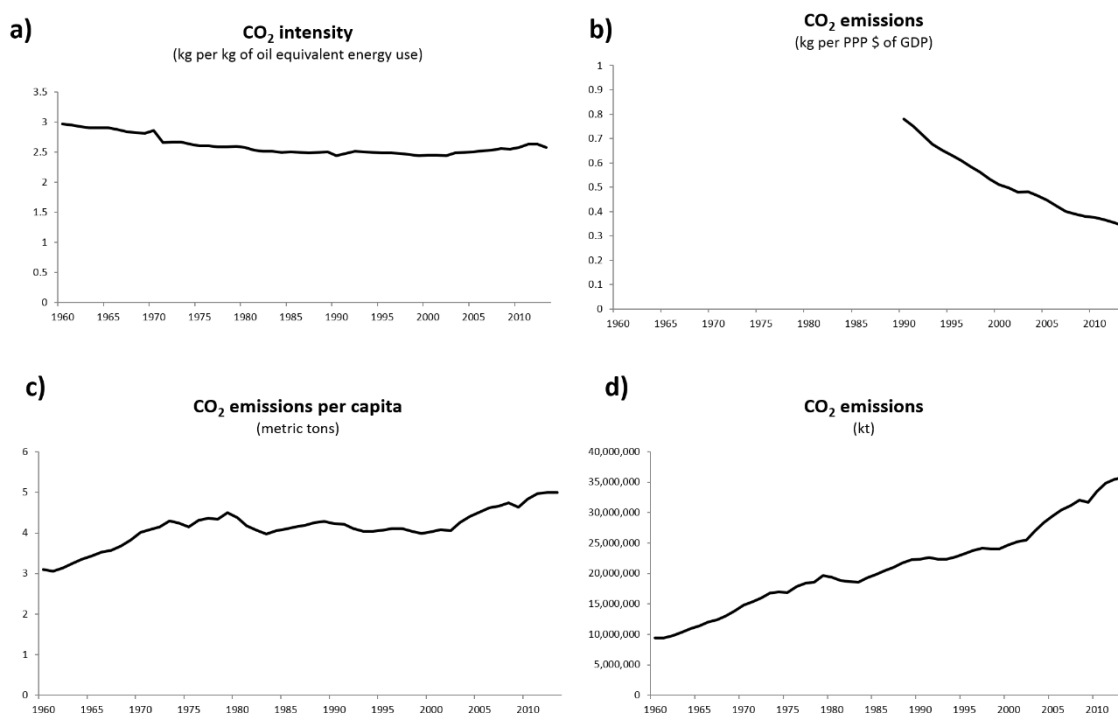 a)
CO₂ intensity
(kg per kg of oil equivalent energy use)
3.5
3
2.5
2
1.5
1
0.5
0
1960 1965 1970 1975 1980 1985 1990 1995 2000 2005 2010
b)
CO₂ emissions
(kg per PPP $ of GDP)
1
0.9
0.8
0.7
0.6
0.5
0.4
0.3
0.2
0.1
0
1960 1965 1970 1975 1980 1985 1990 1995 2000 2005 2010
c)
CO₂ emissions per capita
(metric tons)
6
5
4
3
2
1
0
1960 1965 1970 1975 1980 1985 1990 1995 2000 2005 2010
d)
CO₂ emissions
(kt)
40,000,000
35,000,000
30,000,000
25,000,000
20,000,000
15,000,000
10,000,000
5,000,000
0
1960 1965 1970 1975 1980 1985 1990 1995 2000 2005 2010